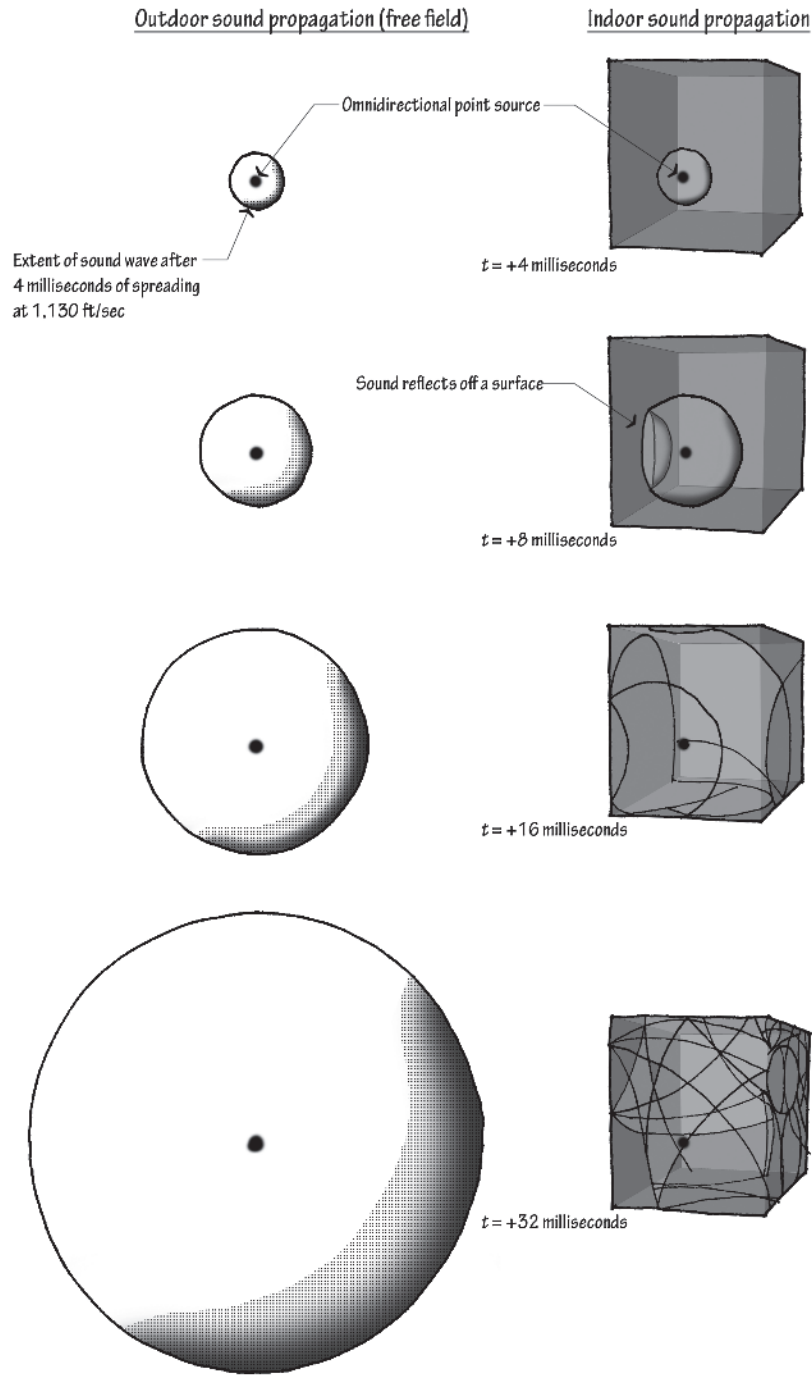 Outdoor sound propagation (free field)
Indoor sound propagation
Omnidirectional point source
Extent of sound wave after
4 milliseconds of spreading
at 1,130 ft/sec
t = +4 milliseconds
Sound reflects off a surface
t = +8 milliseconds
t = +16 milliseconds
t = +32 milliseconds